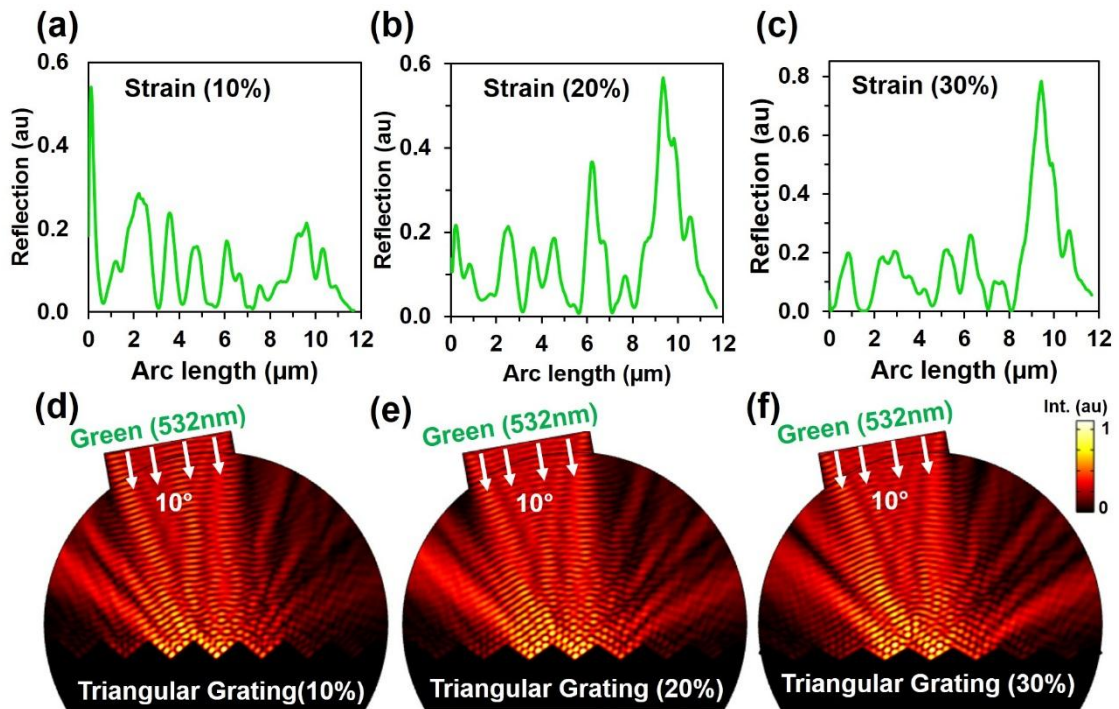 (a)
Strain (10%)
Reflection (au)
0.6
0.4
0.2
0.0
0 2 4 6 8 10 12
Arc length (µm)
(b)
Strain (20%)
Reflection (au)
0.6
0.4
0.2
0.0
0 2 4 6 8 10 12
Arc length (µm)
(c)
Strain (30%)
Reflection (au)
0.8
0.6
0.4
0.2
0.0
0 2 4 6 8 10 12
Arc length (µm)
(d)
Green (532nm)
10°
Triangular Grating(10%)
(e)
Green (532nm)
10°
Triangular Grating (20%)
(f)
Green (532nm)
10°
Triangular Grating (30%)
Int. (au)
1
0